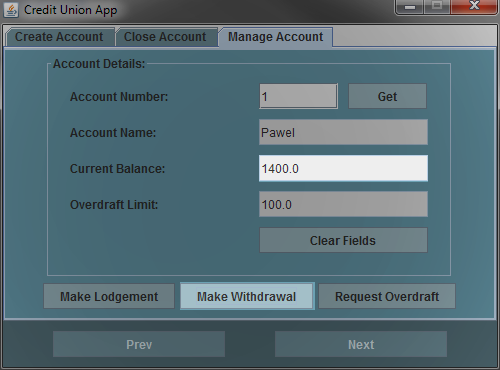 Credit Union App
Create Account Close Account Manage Account
Account Details:
Account Number: 1 Get
Account Name: Pawel
Current Balance: 1400.0
Overdraft Limit: 100.0
Clear Fields
Make Lodgement Make Withdrawal Request Overdraft
Prev Next